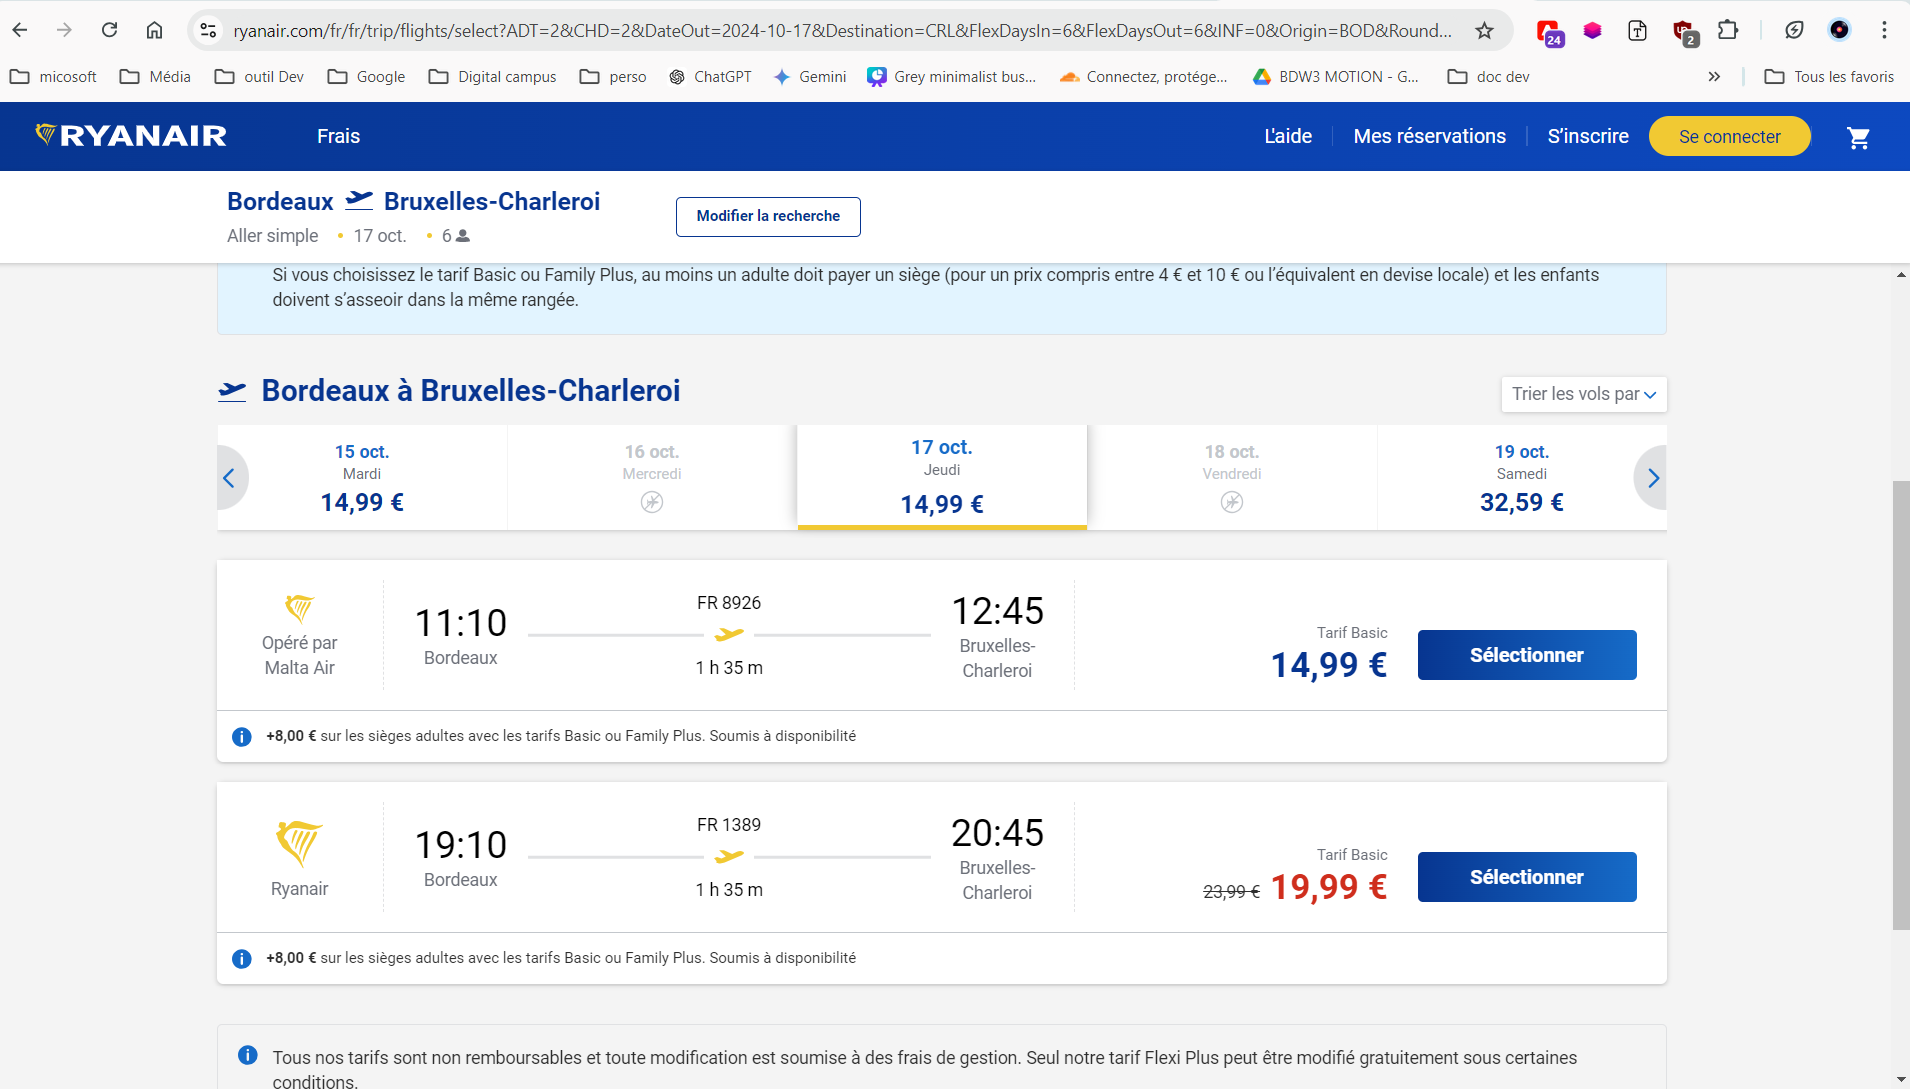 ryanair.com/fr/fr/trip/flights/select?ADT=2&CHD=2&DateOut=2024-10-17&Destination=CRL&FlexDaysIn=6&FlexDaysOut=6&INF=0&Origin=BOD&Round...
24
2
micosoft
Média
outil Dev
Google
Digital campus
perso
ChatGPT
Gemini
Grey minimalist bus...
Connectez, protége...
BDW3 MOTION - G...
doc dev
»
Tous les favoris
RYANAIR
Frais
L'aide
Mes réservations
S’inscrire
Se connecter
Bordeaux Bruxelles-Charleroi
Aller simple • 17 oct. • 6
Modifier la recherche
Si vous choisissez le tarif Basic ou Family Plus, au moins un adulte doit payer un siège (pour un prix compris entre 4 € et 10 € ou l’équivalent en devise locale) et les enfants
doivent s’asseoir dans la même rangée.
Bordeaux à Bruxelles-Charleroi
Trier les vols par
15 oct.
Mardi
14,99 €
16 oct.
Mercredi
17 oct.
Jeudi
14,99 €
18 oct.
Vendredi
19 oct.
Samedi
32,59 €
Opéré par
Malta Air
11:10
Bordeaux
FR 8926
1 h 35 m
12:45
Bruxelles-
Charleroi
Tarif Basic
14,99 €
Sélectionner
+8,00 € sur les sièges adultes avec les tarifs Basic ou Family Plus. Soumis à disponibilité
Ryanair
19:10
Bordeaux
FR 1389
1 h 35 m
20:45
Bruxelles-
Charleroi
Tarif Basic
23,99 € 19,99 €
Sélectionner
+8,00 € sur les sièges adultes avec les tarifs Basic ou Family Plus. Soumis à disponibilité
Tous nos tarifs sont non remboursables et toute modification est soumise à des frais de gestion. Seul notre tarif Flexi Plus peut être modifié gratuitement sous certaines
conditions.